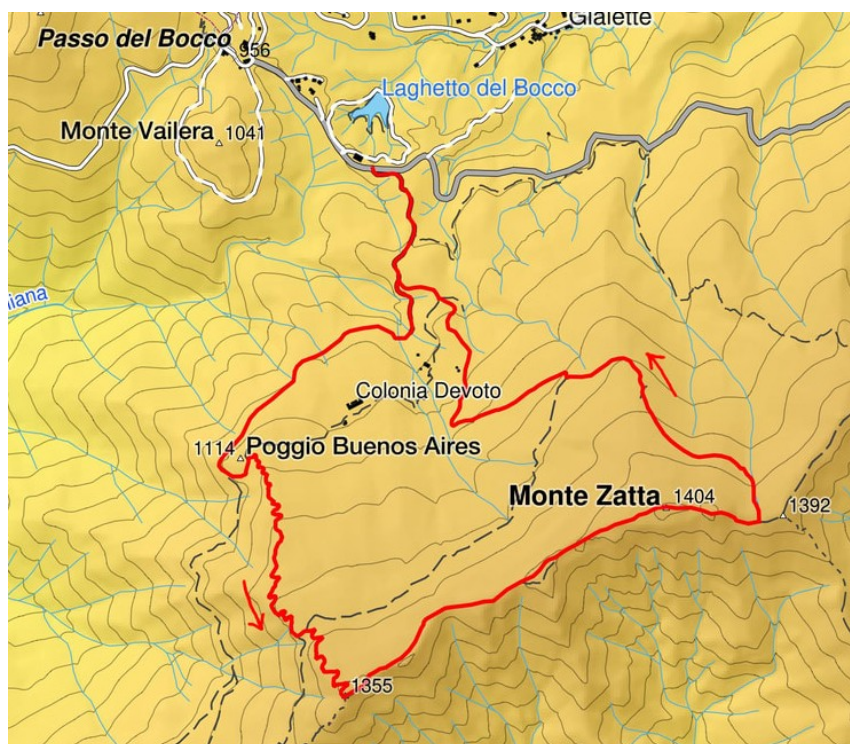 Gialette
Passo del Bocco
956
Laghetto del Bocco
Monte Vailera 1041
Colonia Devoto
1114 Poggio Buenos Aires
Monte Zatta 1404
1392
1355